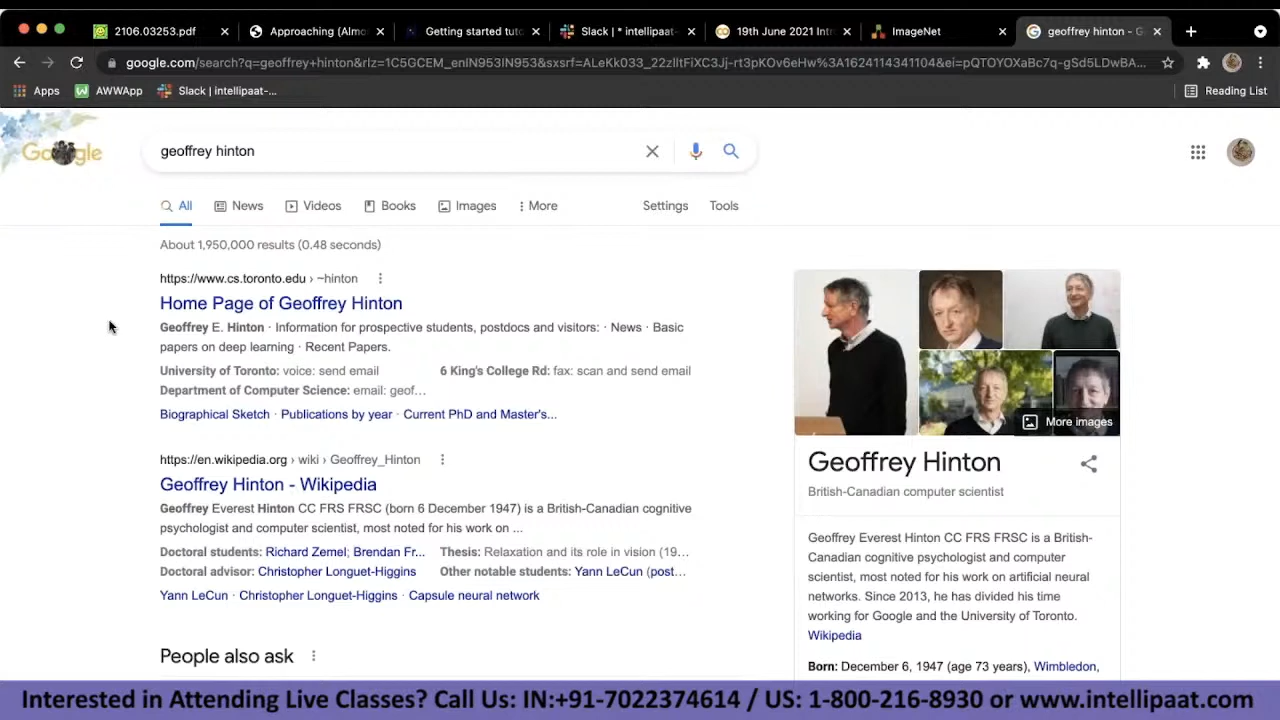 2106.03253.pdf
Approaching (Almo
Getting started tuto
Slack | * intellipaat-
19th June 2021 Intr
ImageNet
geoffrey hinton - G
google.com/search?q=geoffrey+hinton&rlz=1C5GCEM_enIN953IN953&sxsrf=ALeKk033_22zlltFiXC3Jj-rt3pKOv6eHw%3A1624114341104&ei=pQTOYOXaBc7q-gSd5LDwBA...
Apps
AWWApp
Slack | intellipaat-...
Reading List
Google
geoffrey hinton
All
News
Videos
Books
Images
More
Settings
Tools
About 1,950,000 results (0.48 seconds)
https://www.cs.toronto.edu › ~hinton
Home Page of Geoffrey Hinton
Geoffrey E. Hinton · Information for prospective students, postdocs and visitors: · News · Basic
papers on deep learning · Recent Papers.
University of Toronto: voice: send email
6 King's College Rd: fax: scan and send email
Department of Computer Science: email: geof...
Biographical Sketch · Publications by year · Current PhD and Master's...
https://en.wikipedia.org › wiki › Geoffrey_Hinton
Geoffrey Hinton - Wikipedia
Geoffrey Everest Hinton CC FRS FRSC (born 6 December 1947) is a British-Canadian cognitive
psychologist and computer scientist, most noted for his work on ...
Doctoral students: Richard Zemel; Brendan Fr...
Thesis: Relaxation and its role in vision (19...
Doctoral advisor: Christopher Longuet-Higgins
Other notable students: Yann LeCun (post...
Yann LeCun · Christopher Longuet-Higgins · Capsule neural network
People also ask
More images
Geoffrey Hinton
British-Canadian computer scientist
Geoffrey Everest Hinton CC FRS FRSC is a British-
Canadian cognitive psychologist and computer
scientist, most noted for his work on artificial neural
networks. Since 2013, he has divided his time
working for Google and the University of Toronto.
Wikipedia
Born: December 6, 1947 (age 73 years), Wimbledon,
Interested in Attending Live Classes? Call Us: IN:+91-7022374614 / US: 1-800-216-8930 or www.intellipaat.com